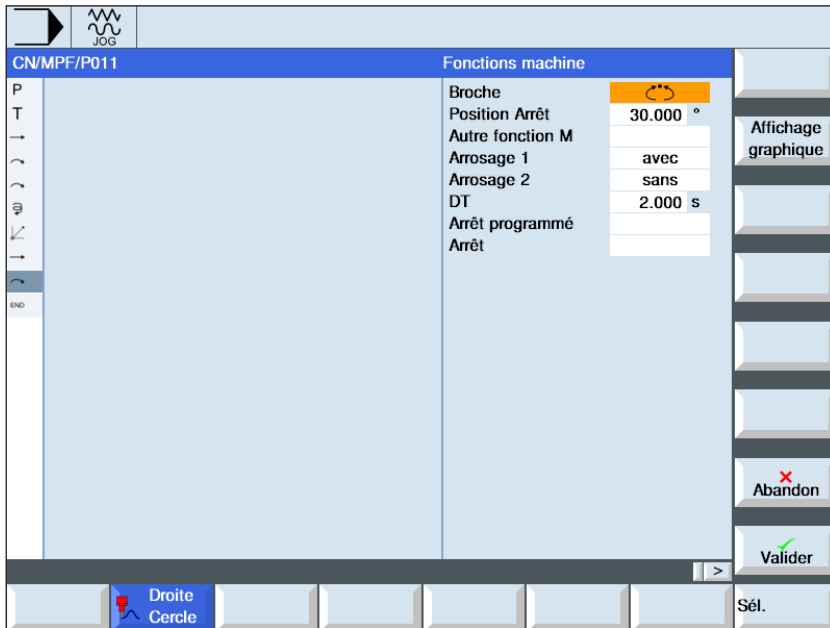 JOG
CN/MPF/P011
Fonctions machine
P
T
END
Broche
Position Arrêt 30.000 °
Autre fonction M
Arrosage 1 avec
Arrosage 2 sans
DT 2.000 s
Arrêt programmé
Arrêt
Affichage
graphique
Abandon
Valider
>
Droite
Cercle
Sél.